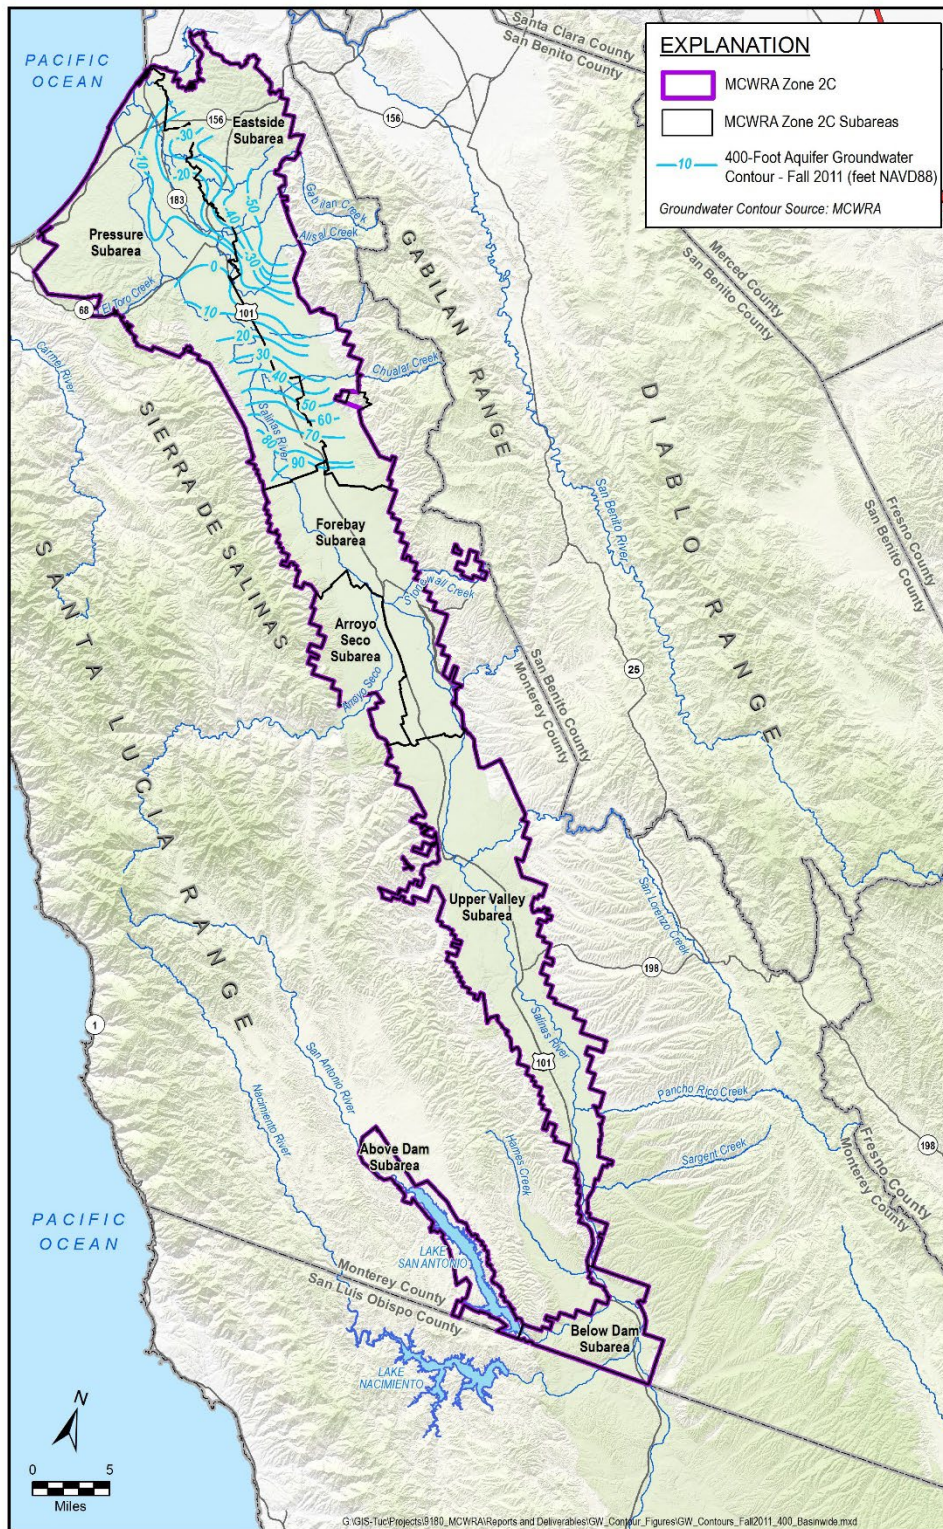 Santa Clara County
San Benito County
PACIFIC
OCEAN
EXPLANATION
MCWRA Zone 2C
MCWRA Zone 2C Subareas
10
400-Foot Aquifer Groundwater
Contour - Fall 2011 (feet NAVD88)
Groundwater Contour Source: MCWRA
156
156
Eastside
Subarea
-30
-10
-20
183
-40
-50
-30
Gabilan Creek
Alisal Creek
Pressure
Subarea
0
El Toro Creek
68
10
101
20
30
40
50
60
70
80
90
Chualar Creek
Salinas River
Carmel River
GABILAN
RANGE
Merced County
San Benito County
DIABLO
RANGE
SIERRA DE SALINAS
San Benito River
Fresno County
San Benito County
Forebay
Subarea
Stonewall Creek
SANTA LUCIA RANGE
Arroyo
Seco
Subarea
Arroyo Seco
San Benito County
Monterey County
25
Upper Valley
Subarea
San Lorenzo Creek
198
Salinas River
1
101
San Antonio River
Nacimiento River
Pancho Rico Creek
Sargent Creek
Hames Creek
198
Fresno County
Monterey County
Above Dam
Subarea
PACIFIC
OCEAN
LAKE
SAN ANTONIO
Monterey County
San Luis Obispo County
Below Dam
Subarea
LAKE
NACIMIENTO
N
0 5
Miles
G:\GIS-Tuc\Projects\9180_MCWRA\Reports and Deliverables\GW_Contour_Figures\GW_Contours_Fall2011_400_Basinwide.mxd